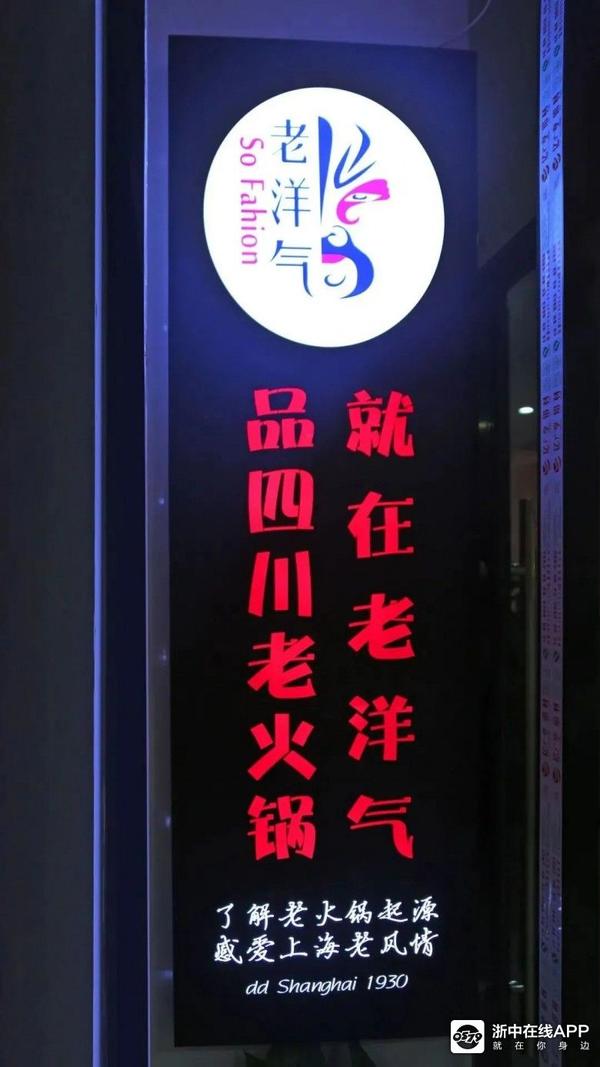 老洋气
So Fahion
品四川老火锅
就在老洋气
了解老火锅起源
感爱上海老风情
dd Shanghai 1930
浙中在线APP
就在你身边